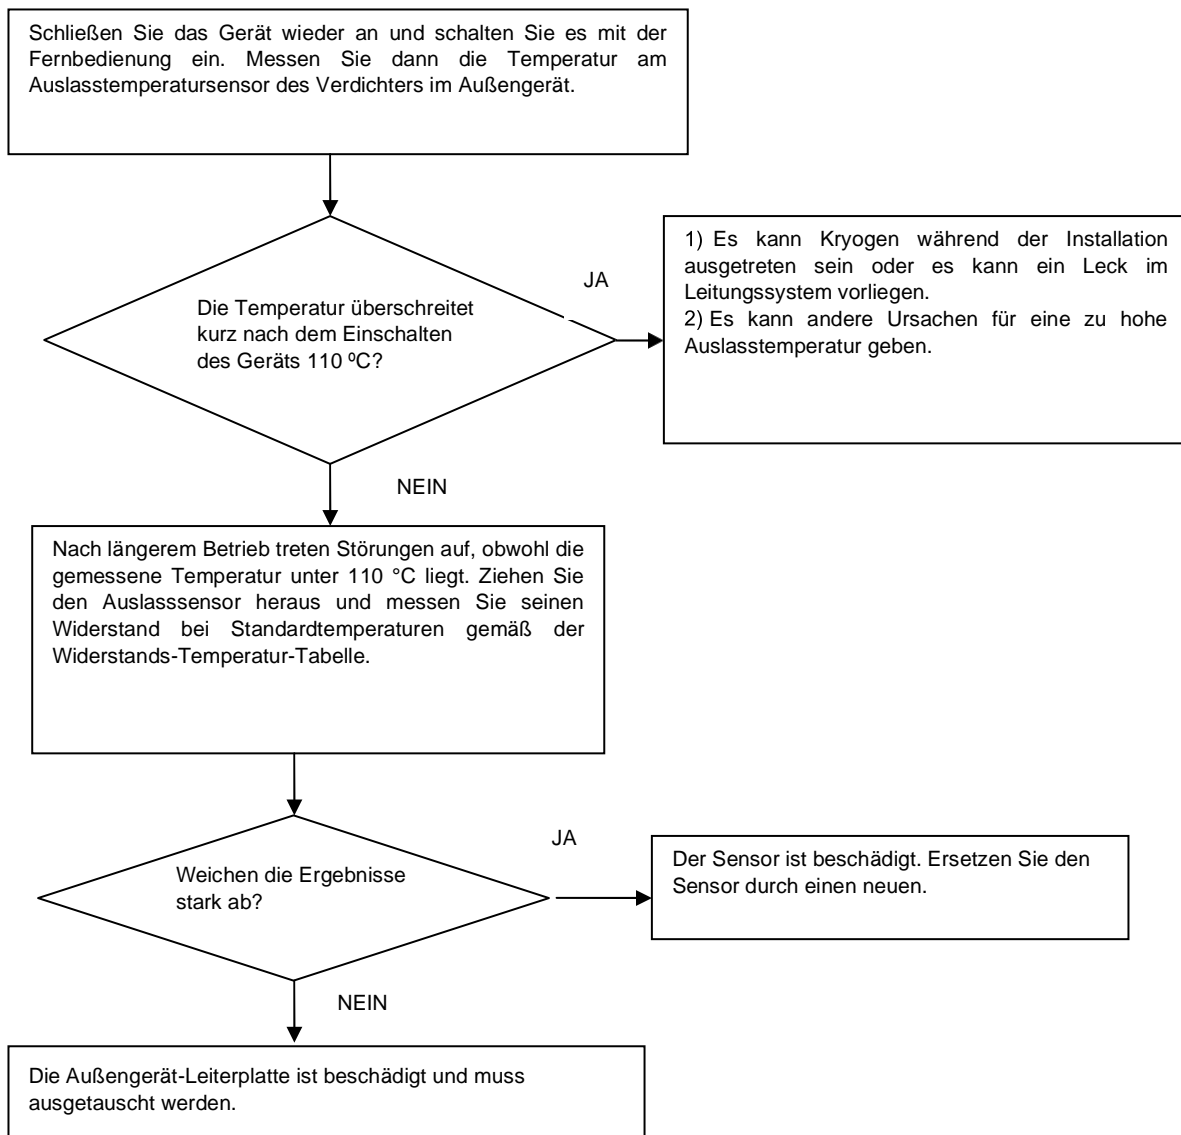 Schließen Sie das Gerät wieder an und schalten Sie es mit der
Fernbedienung ein. Messen Sie dann die Temperatur am
Auslasstemperatursensor des Verdichters im Außengerät.
Die Temperatur überschreitet
kurz nach dem Einschalten
des Geräts 110 ºC?
JA
1) Es kann Kryogen während der Installation
ausgetreten sein oder es kann ein Leck im
Leitungssystem vorliegen.
2) Es kann andere Ursachen für eine zu hohe
Auslasstemperatur geben.
NEIN
Nach längerem Betrieb treten Störungen auf, obwohl die
gemessene Temperatur unter 110 °C liegt. Ziehen Sie
den Auslasssensor heraus und messen Sie seinen
Widerstand bei Standardtemperaturen gemäß der
Widerstands-Temperatur-Tabelle.
Weichen die Ergebnisse
stark ab?
JA
Der Sensor ist beschädigt. Ersetzen Sie den
Sensor durch einen neuen.
NEIN
Die Außengerät-Leiterplatte ist beschädigt und muss
ausgetauscht werden.